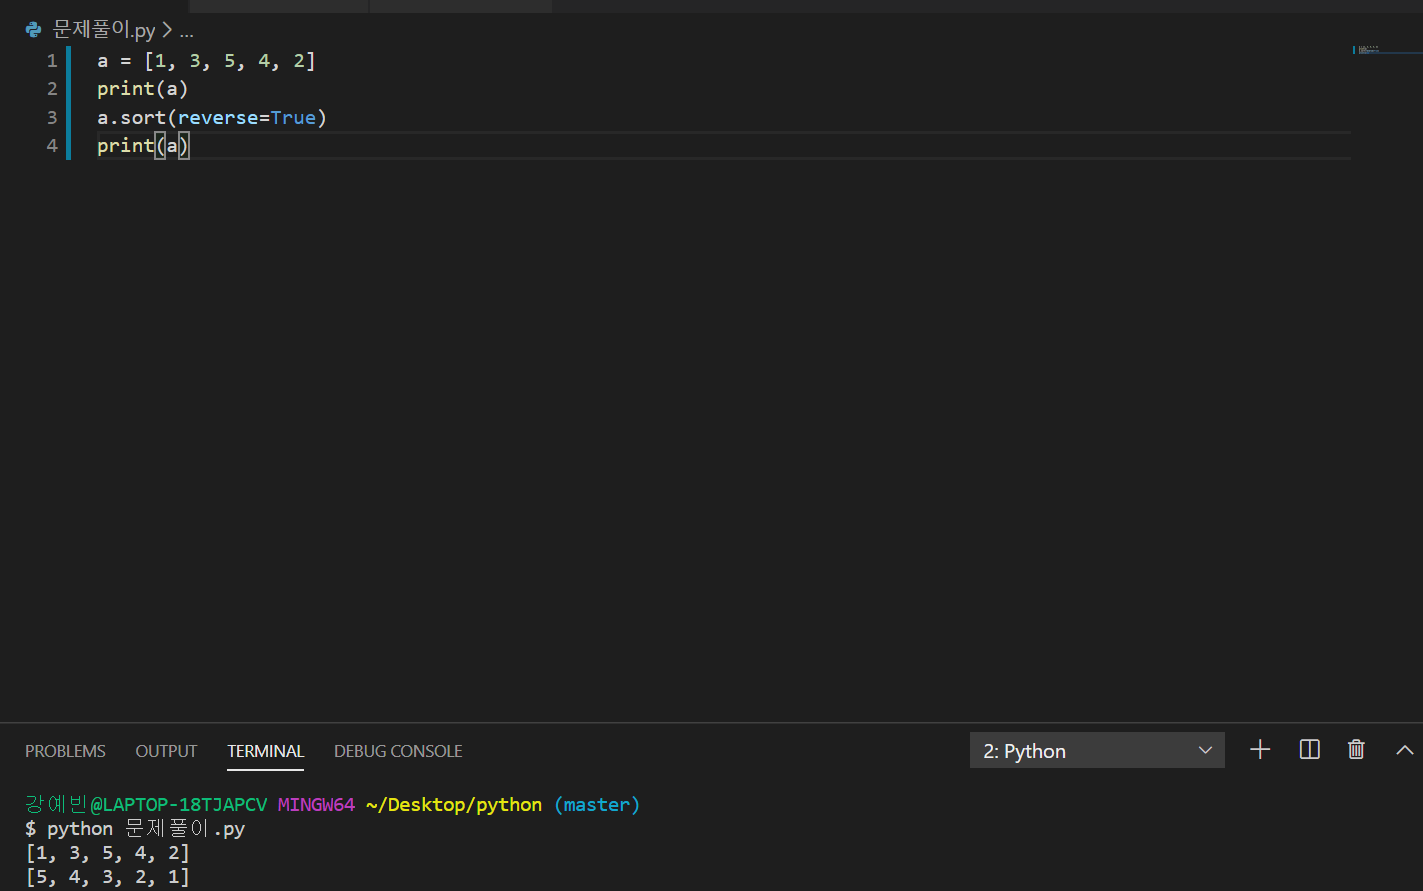 문제풀이.py > ...
1 a = [1, 3, 5, 4, 2]
2 print(a)
3 a.sort(reverse=True)
4 print(a)
PROBLEMS OUTPUT TERMINAL DEBUG CONSOLE 2: Python
강예빈@LAPTOP-18TJAPCV MINGW64 ~/Desktop/python (master)
$ python 문제풀이.py
[1, 3, 5, 4, 2]
[5, 4, 3, 2, 1]